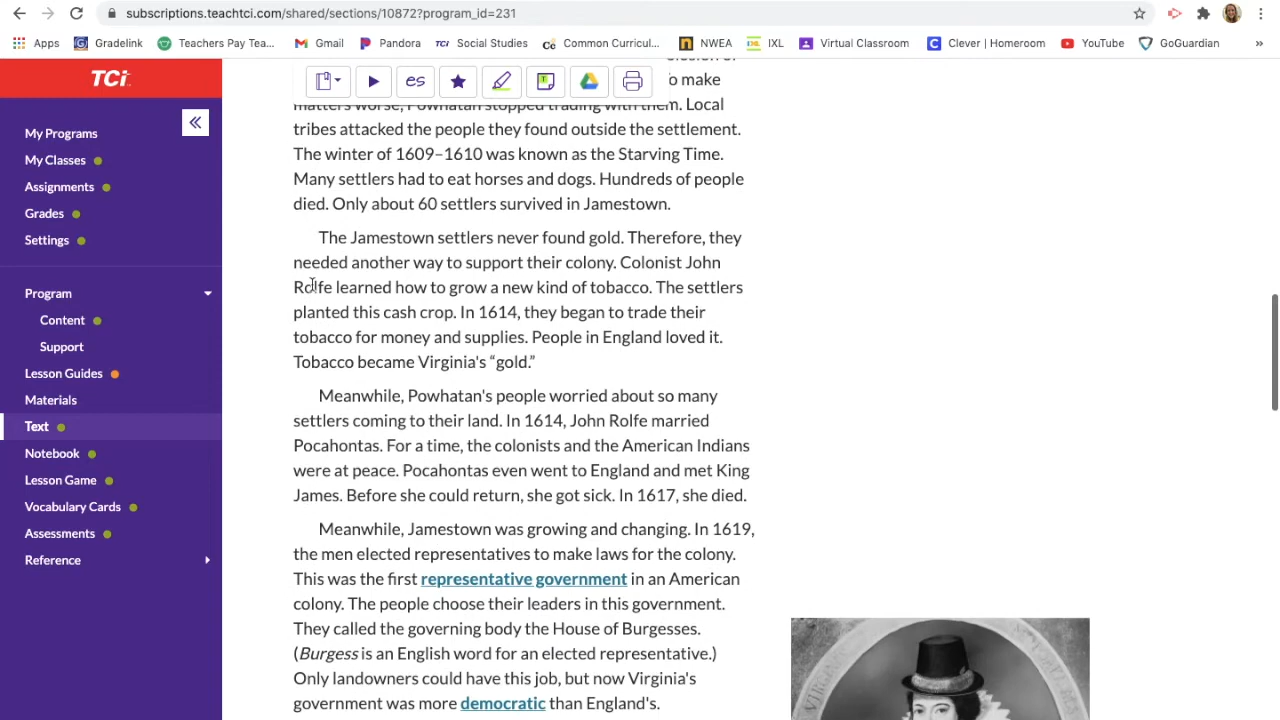 subscriptions.teachtci.com/shared/sections/10872?program_id=231
Apps Gradelink Teachers Pay Tea... Gmail Pandora TCi Social Studies Cc Common Curricul... NWEA IXL Virtual Classroom Clever | Homeroom YouTube GoGuardian »
TCi
My Programs
My Classes
Assignments
Grades
Settings
Program
Content
Support
Lesson Guides
Materials
Text
Notebook
Lesson Game
Vocabulary Cards
Assessments
Reference
es
To make
matters worse, Powhatan stopped trading with them. Local
tribes attacked the people they found outside the settlement.
The winter of 1609–1610 was known as the Starving Time.
Many settlers had to eat horses and dogs. Hundreds of people
died. Only about 60 settlers survived in Jamestown.
The Jamestown settlers never found gold. Therefore, they
needed another way to support their colony. Colonist John
Rolfe learned how to grow a new kind of tobacco. The settlers
planted this cash crop. In 1614, they began to trade their
tobacco for money and supplies. People in England loved it.
Tobacco became Virginia's “gold.”
Meanwhile, Powhatan's people worried about so many
settlers coming to their land. In 1614, John Rolfe married
Pocahontas. For a time, the colonists and the American Indians
were at peace. Pocahontas even went to England and met King
James. Before she could return, she got sick. In 1617, she died.
Meanwhile, Jamestown was growing and changing. In 1619,
the men elected representatives to make laws for the colony.
This was the first representative government in an American
colony. The people choose their leaders in this government.
They called the governing body the House of Burgesses.
(Burgess is an English word for an elected representative.)
Only landowners could have this job, but now Virginia's
government was more democratic than England's.